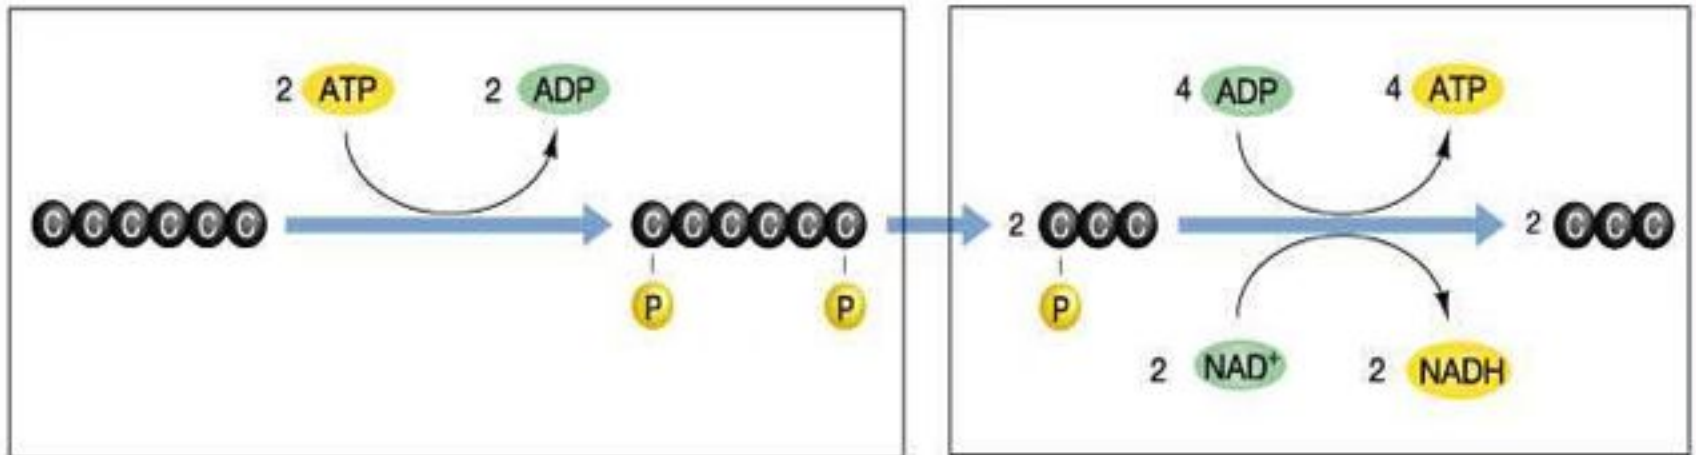 2 ATP 2 ADP
4 ADP 4 ATP
CCCCCC
CCCCCC
2 CCC
2 CCC
P P
P
2 NAD⁺ 2 NADH